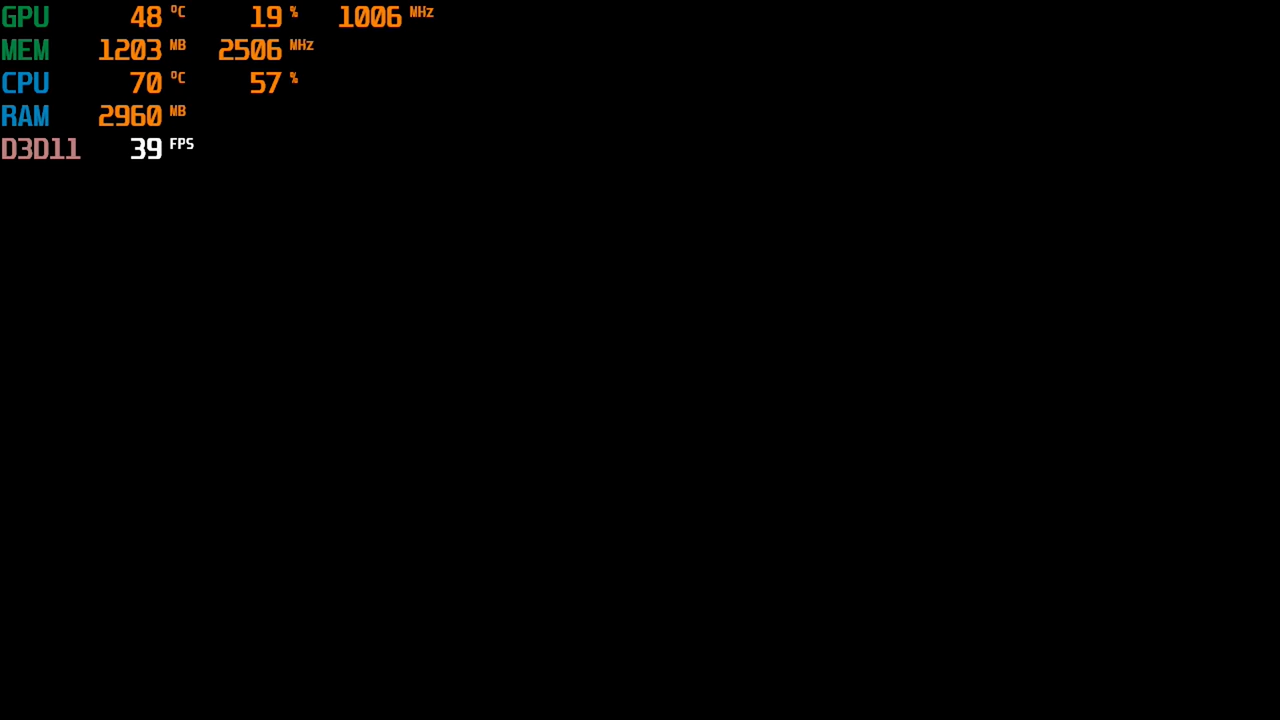 GPU 48 °C 19 % 1006 MHz
MEM 1203 MB 2506 MHz
CPU 70 °C 57 %
RAM 2960 MB
D3D11 39 FPS